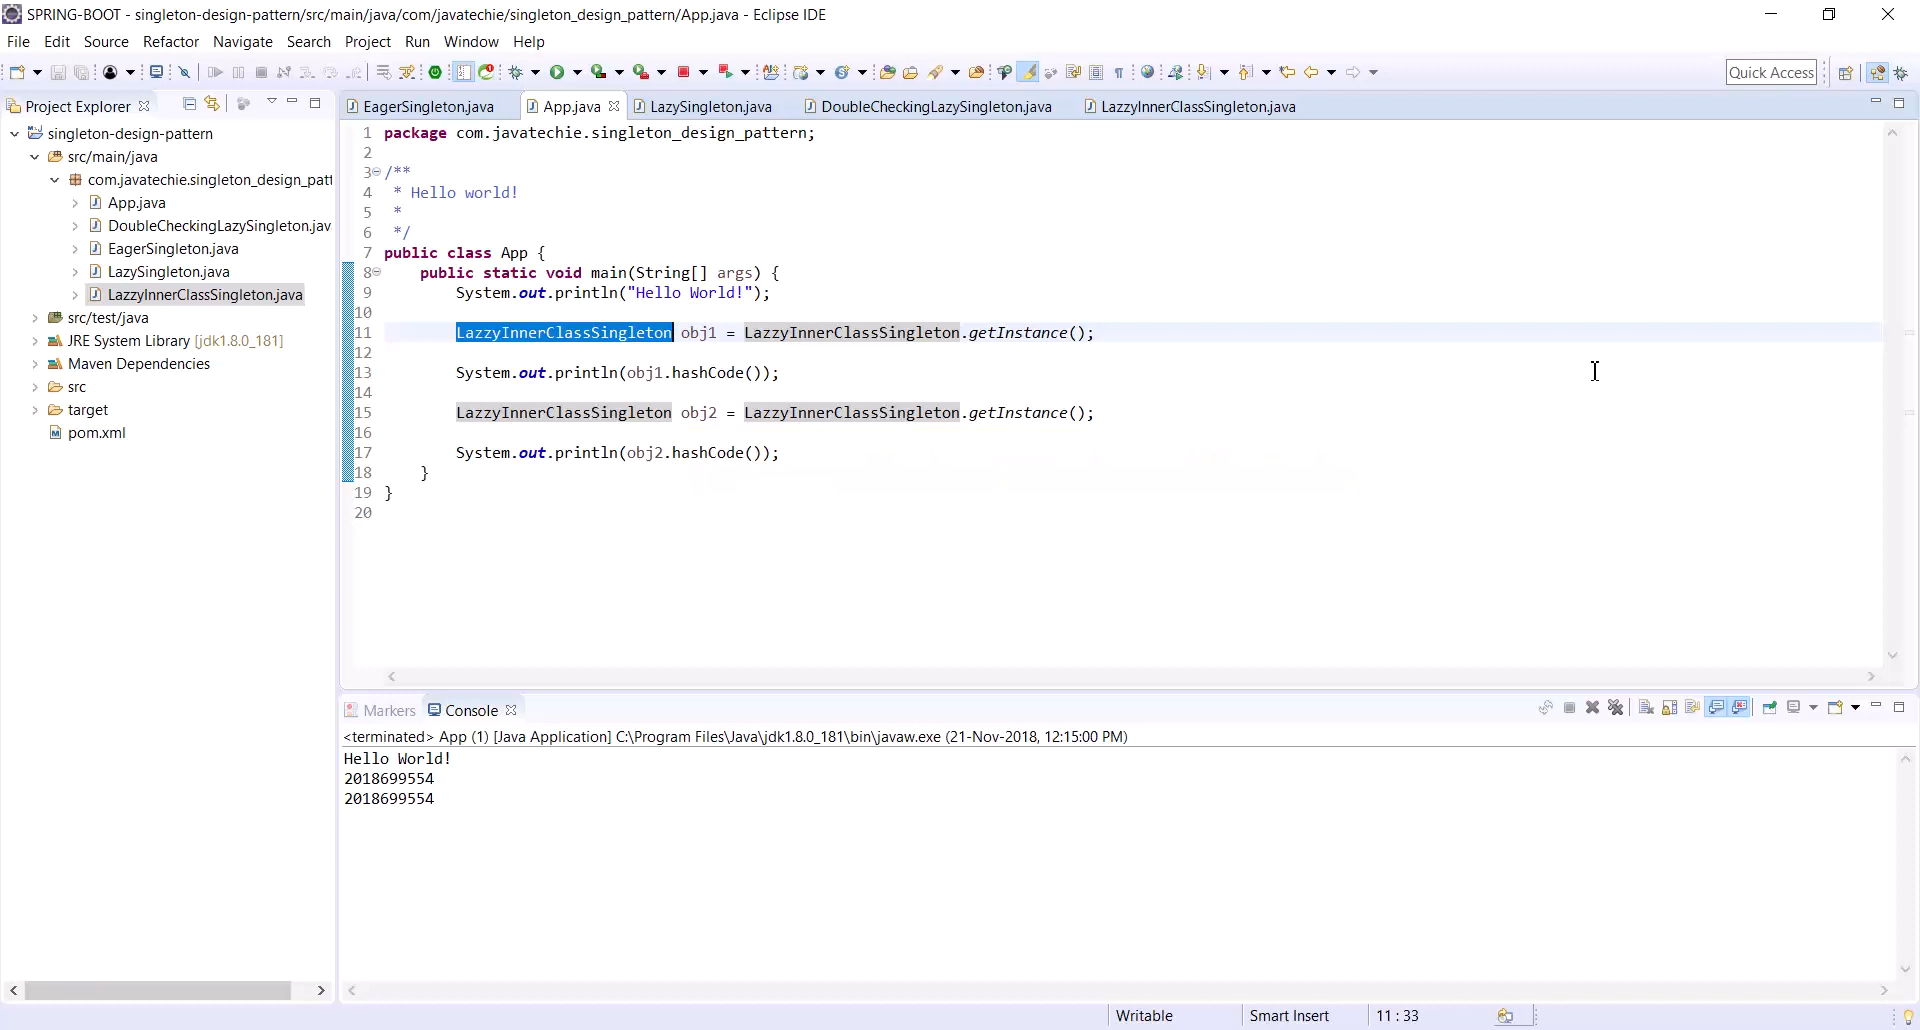 SPRING-BOOT - singleton-design-pattern/src/main/java/com/javatechie/singleton_design_pattern/App.java - Eclipse IDE
File Edit Source Refactor Navigate Search Project Run Window Help
Quick Access
Project Explorer
singleton-design-pattern
src/main/java
com.javatechie.singleton_design_patt
App.java
DoubleCheckingLazySingleton.jav
EagerSingleton.java
LazySingleton.java
LazzyInnerClassSingleton.java
src/test/java
JRE System Library [jdk1.8.0_181]
Maven Dependencies
src
target
pom.xml
EagerSingleton.java App.java LazySingleton.java DoubleCheckingLazySingleton.java LazzyInnerClassSingleton.java
1 package com.javatechie.singleton_design_pattern;
2
3 /**
4  * Hello world!
5  *
6  */
7 public class App {
8     public static void main(String[] args) {
9         System.out.println("Hello World!");
10
11         LazzyInnerClassSingleton obj1 = LazzyInnerClassSingleton.getInstance();
12
13         System.out.println(obj1.hashCode());
14
15         LazzyInnerClassSingleton obj2 = LazzyInnerClassSingleton.getInstance();
16
17         System.out.println(obj2.hashCode());
18     }
19 }
20
Markers Console
<terminated> App (1) [Java Application] C:\Program Files\Java\jdk1.8.0_181\bin\javaw.exe (21-Nov-2018, 12:15:00 PM)
Hello World!
2018699554
2018699554
Writable Smart Insert 11 : 33